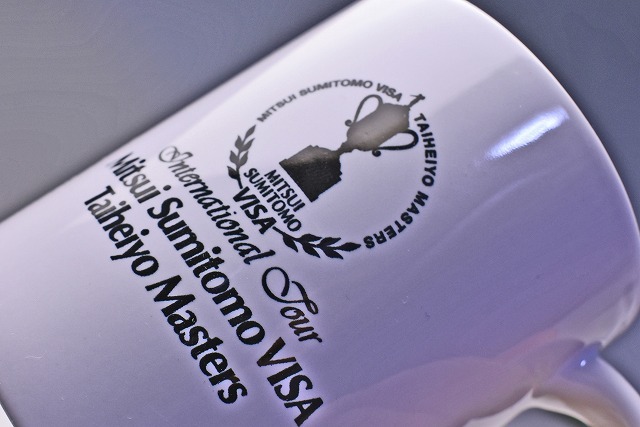 MITSUI SUMITOMO VISA TAIHEIYO MASTERS
MITSUI
SUMITOMO
VISA
International Tour
Mitsui Sumitomo VISA
Taiheiyo Masters